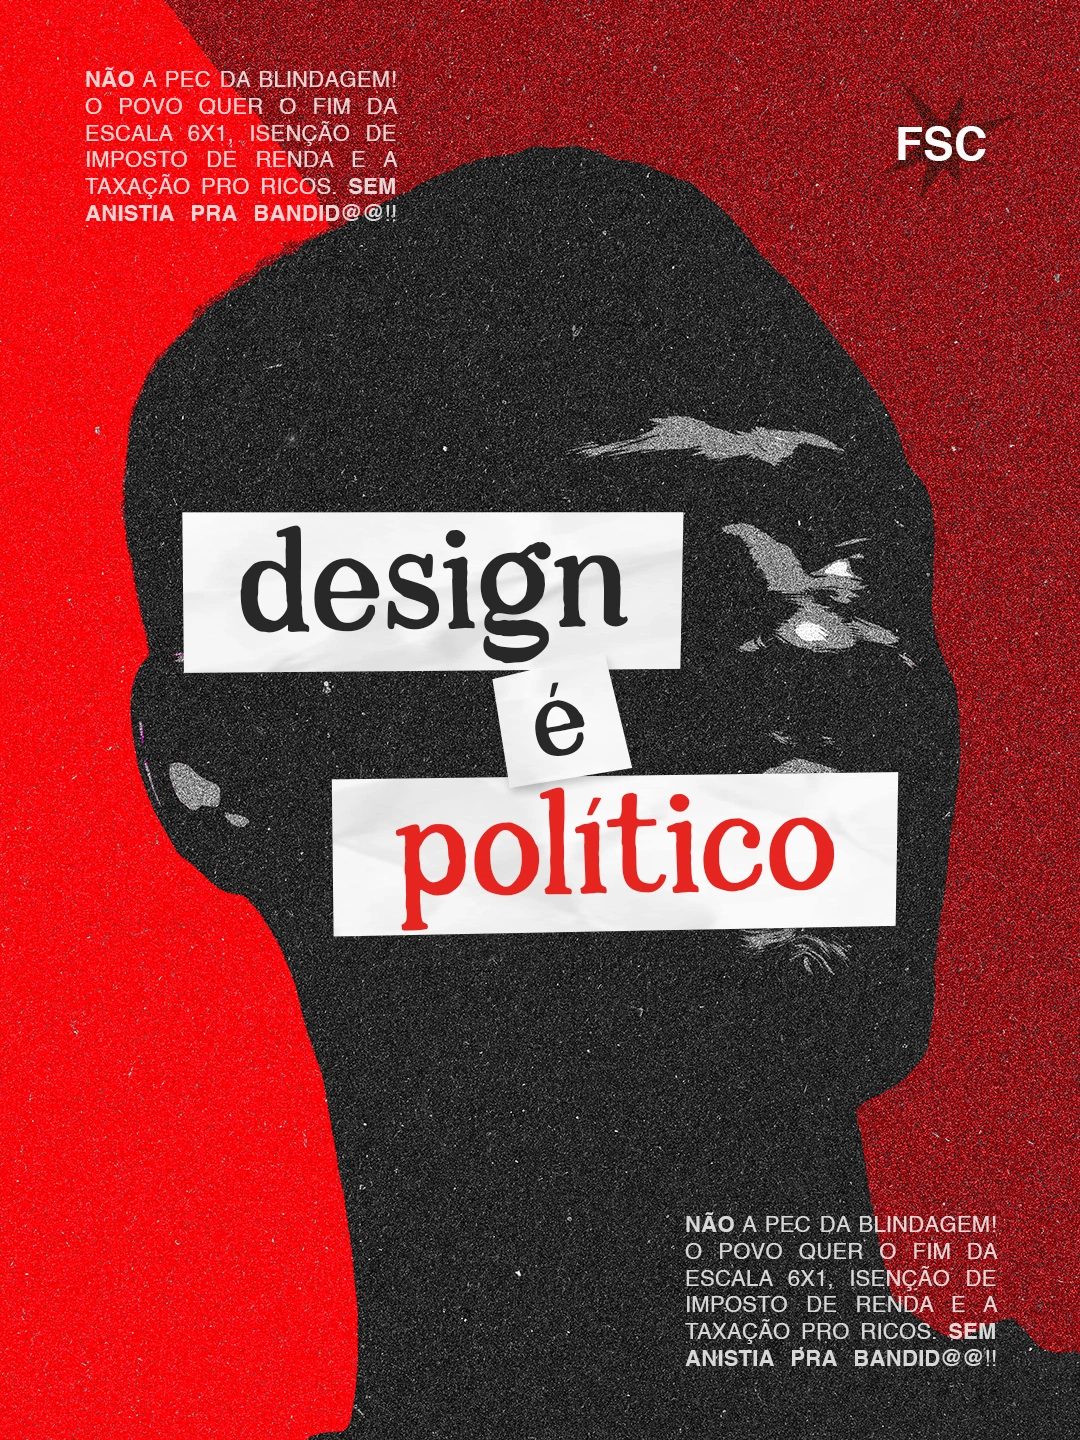 NÃO A PEC DA BLINDAGEM!
O POVO QUER O FIM DA
ESCALA 6X1, ISENÇÃO DE
IMPOSTO DE RENDA E A
TAXAÇÃO PRO RICOS. SEM
ANISTIA PRA BANDID@@!!
FSC
design
é
político
NÃO A PEC DA BLINDAGEM!
O POVO QUER O FIM DA
ESCALA 6X1, ISENÇÃO DE
IMPOSTO DE RENDA E A
TAXAÇÃO PRO RICOS. SEM
ANISTIA PRA BANDID@@!!